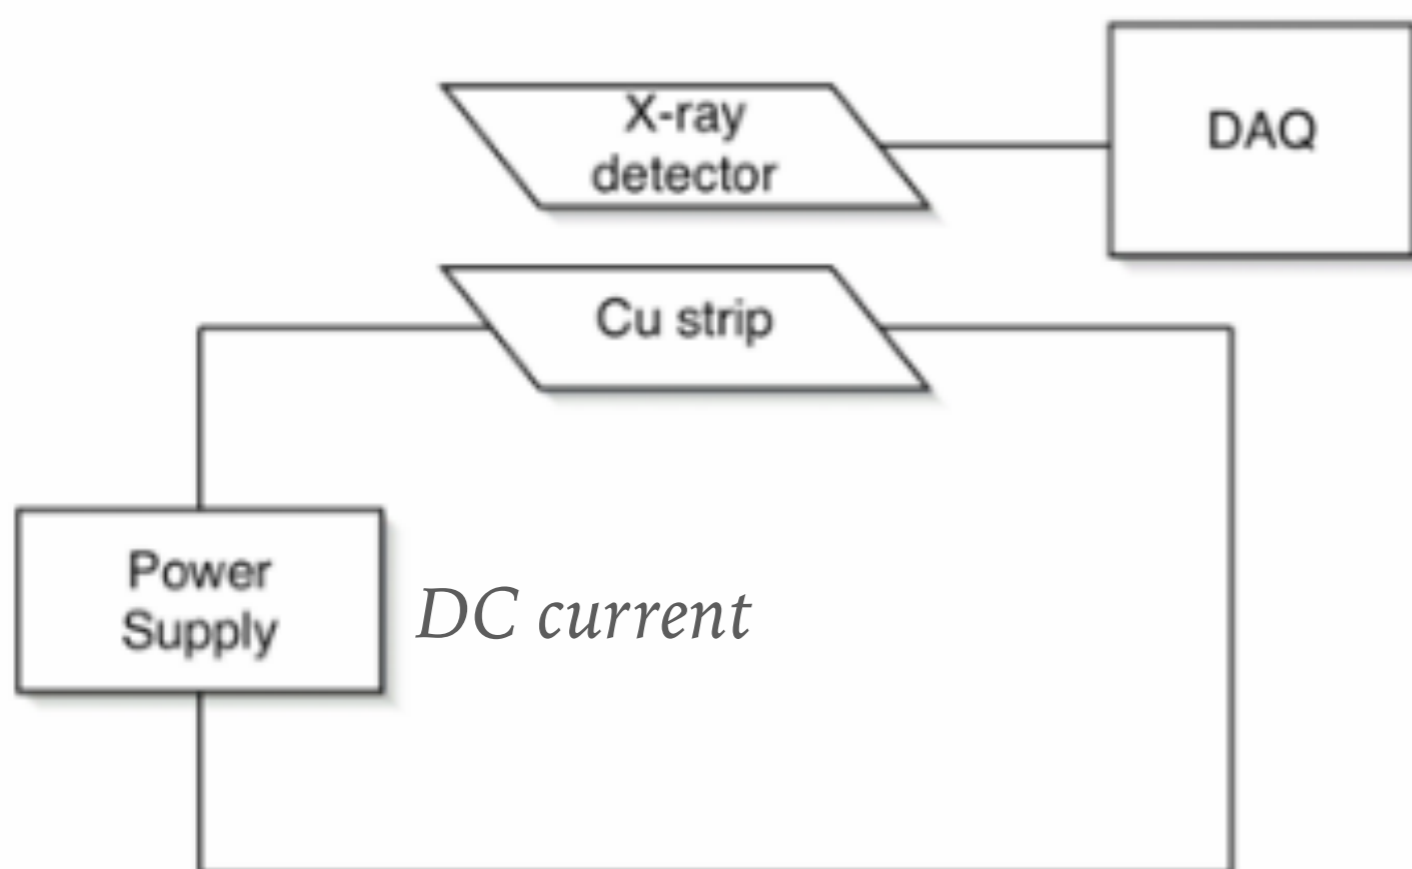 X-ray
detector
DAQ
Cu strip
Power
Supply
DC current